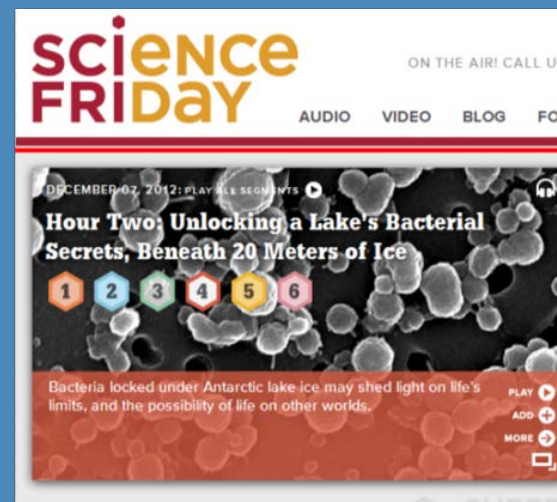 SCIENCE
FRIDAY
ON THE AIR! CALL U
AUDIO VIDEO BLOG FO
DECEMBER 07, 2012: PLAY ALL SEGMENTS
Hour Two: Unlocking a Lake's Bacterial
Secrets, Beneath 20 Meters of Ice
1 2 3 4 5 6
Bacteria locked under Antarctic lake ice may shed light on life's
limits, and the possibility of life on other worlds.
PLAY
ADD
MORE